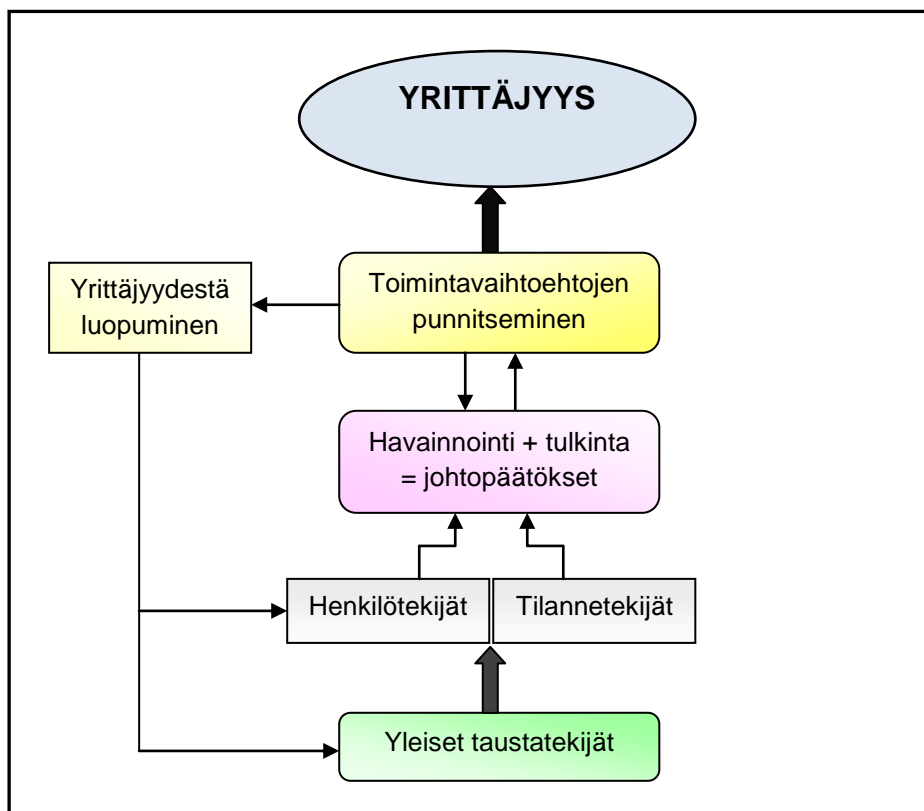 YRITTÄJYYS
Yrittäjyydestä
luopuminen
Toimintavaihtoehtojen
punnitseminen
Havainnointi + tulkinta
= johtopäätökset
Henkilötekijät
Tilannetekijät
Yleiset taustatekijät